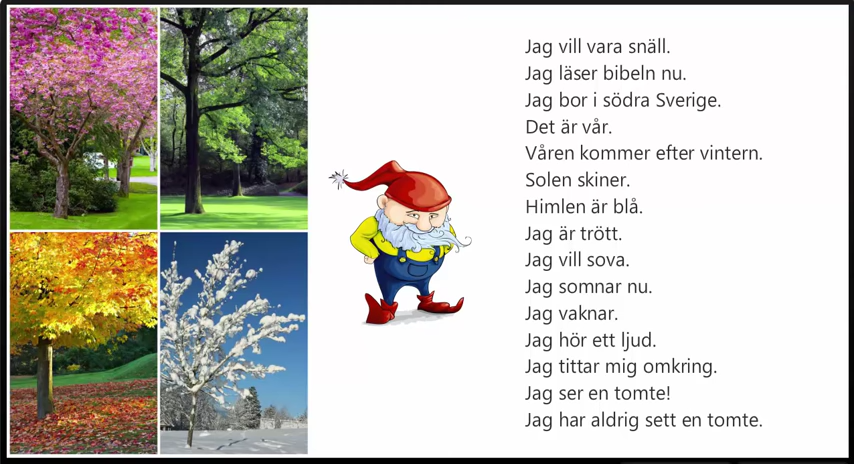 Jag vill vara snäll.
Jag läser bibeln nu.
Jag bor i södra Sverige.
Det är vår.
Våren kommer efter vintern.
Solen skiner.
Himlen är blå.
Jag är trött.
Jag vill sova.
Jag somnar nu.
Jag vaknar.
Jag hör ett ljud.
Jag tittar mig omkring.
Jag ser en tomte!
Jag har aldrig sett en tomte.